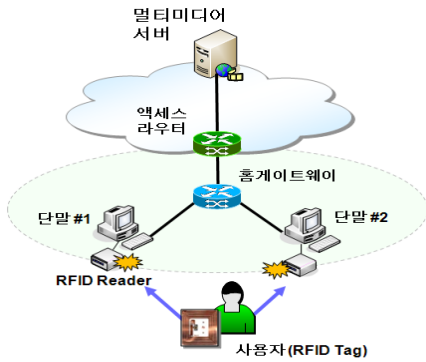 멀티미디어
서버
액세스
라우터
홈게이트웨이
단말 #1
단말 #2
RFID Reader
사용자(RFID Tag)